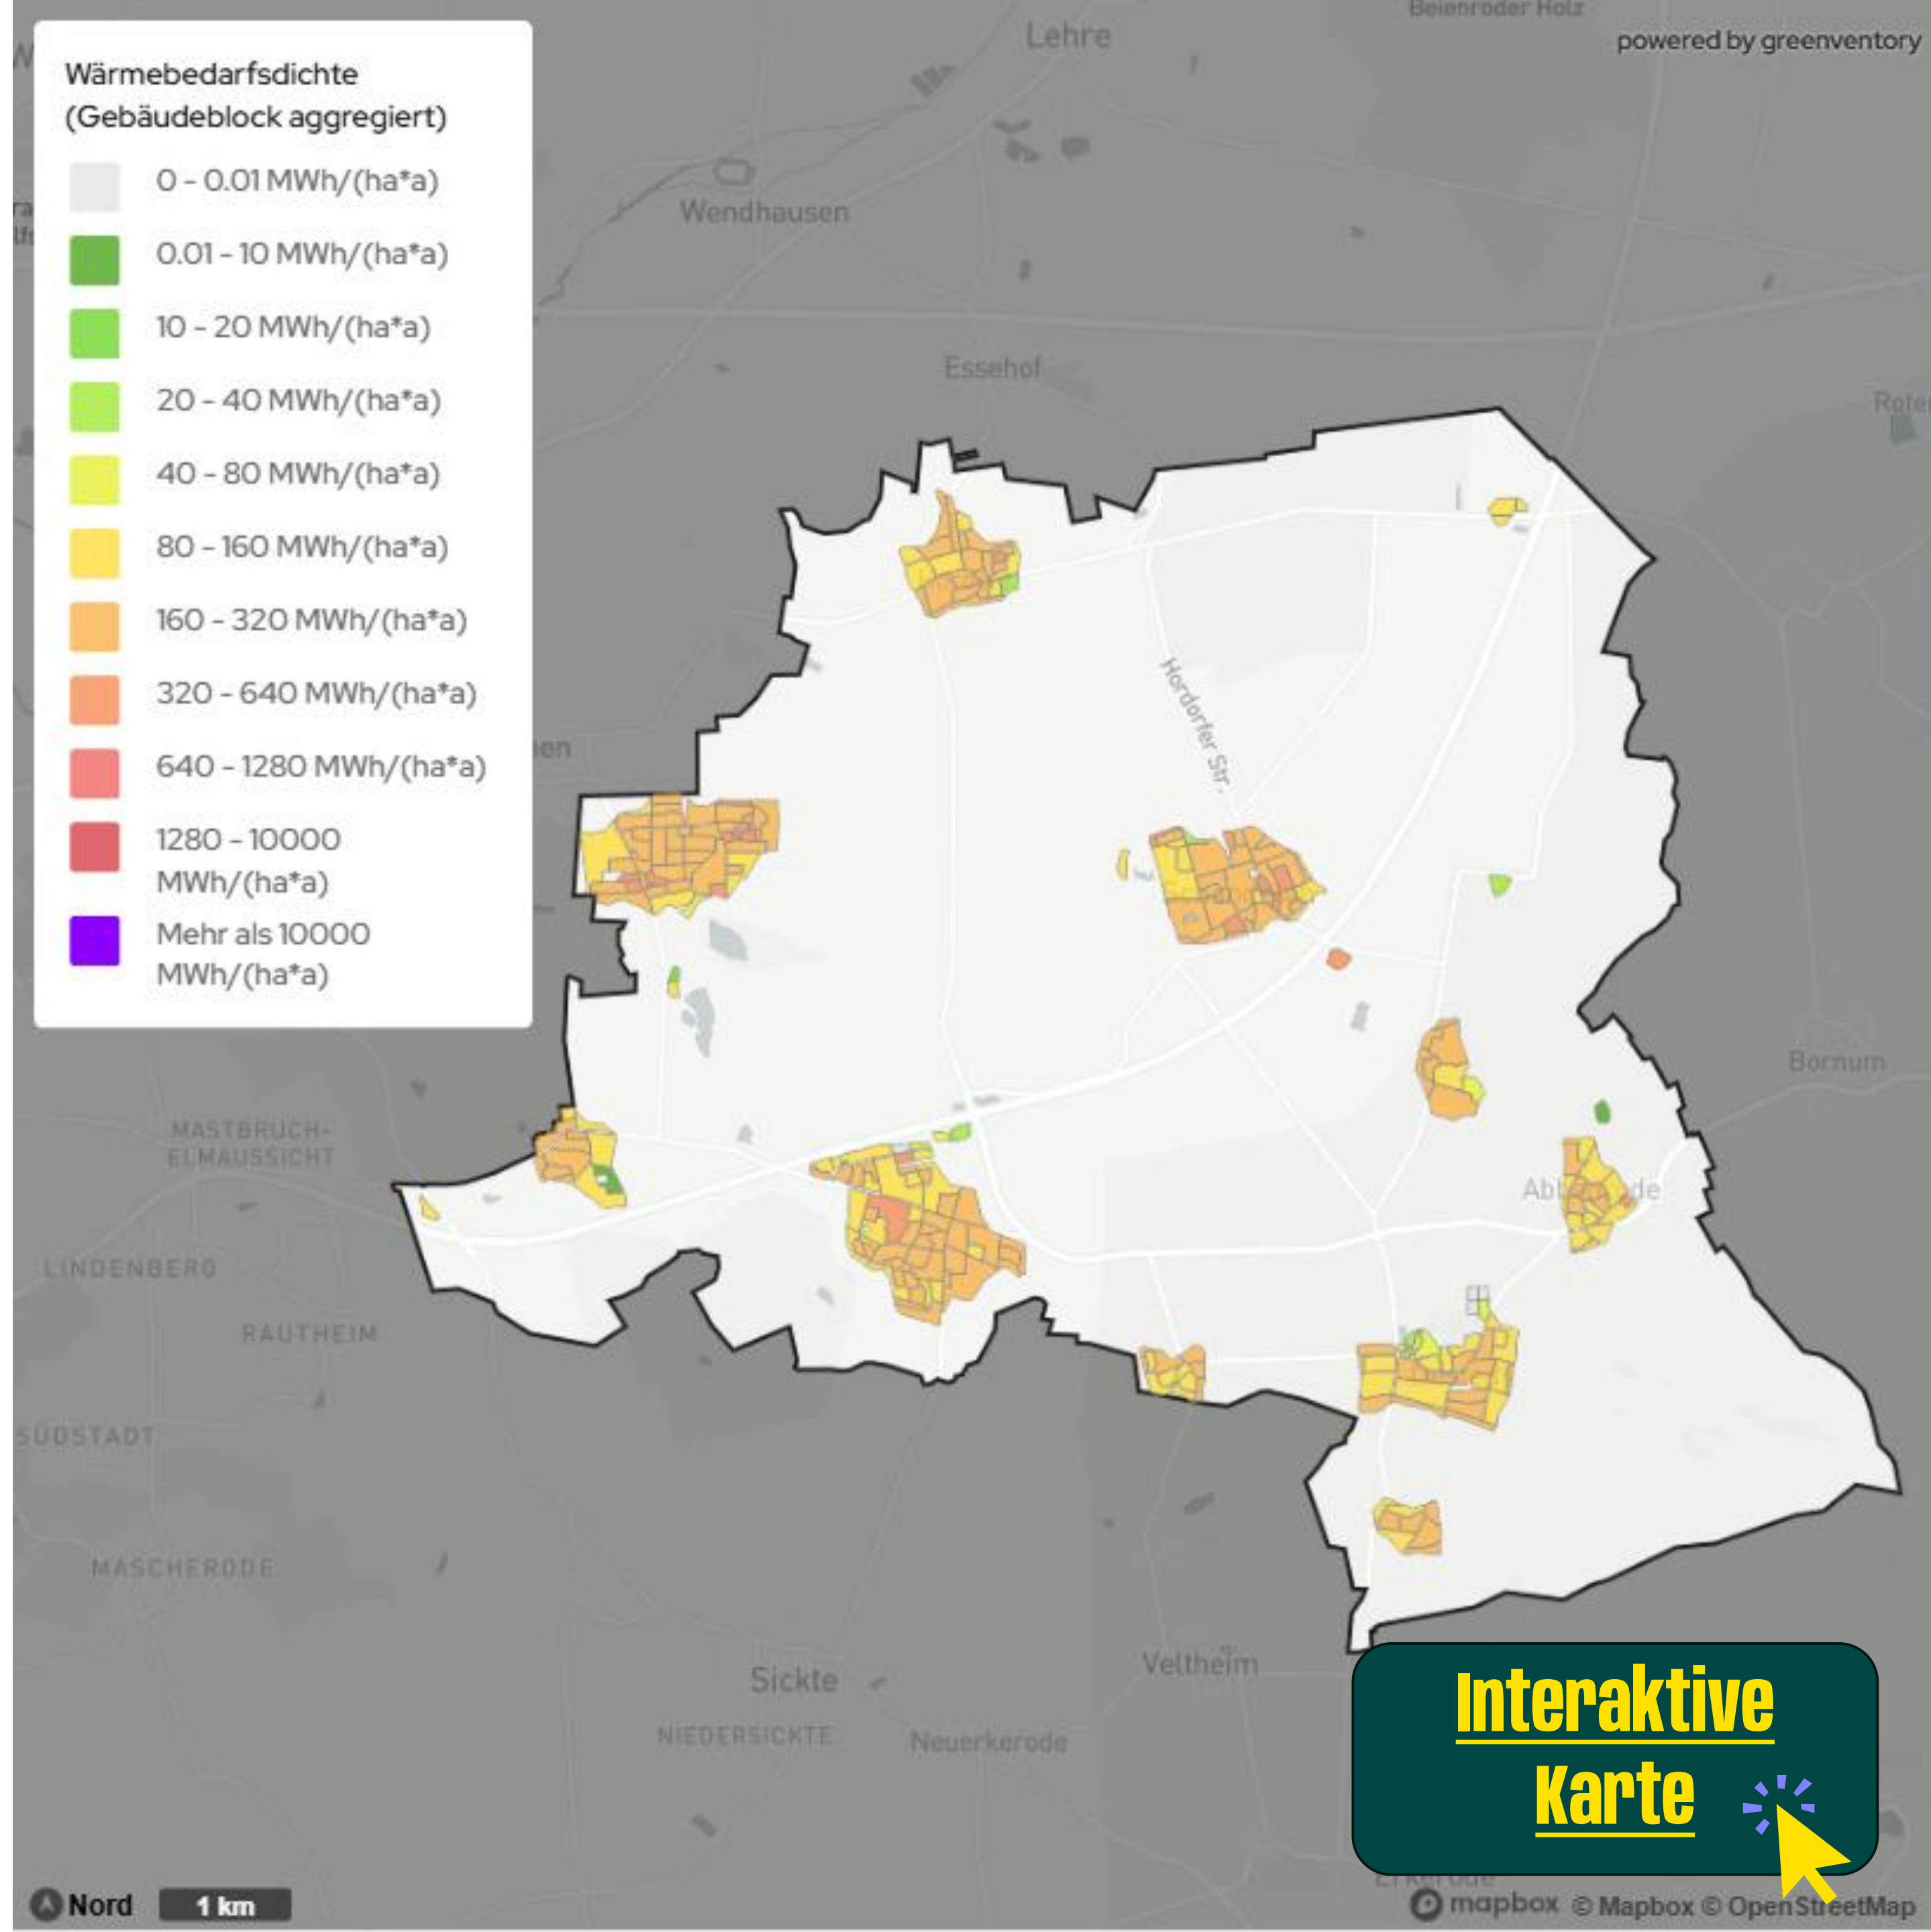 Beienroder Holz
Lehre
powered by greenventory
Wärmebedarfsdichte
(Gebäudeblock aggregiert)
0 - 0.01 MWh/(ha*a)
0.01 - 10 MWh/(ha*a)
10 - 20 MWh/(ha*a)
20 - 40 MWh/(ha*a)
40 - 80 MWh/(ha*a)
80 - 160 MWh/(ha*a)
160 - 320 MWh/(ha*a)
320 - 640 MWh/(ha*a)
640 - 1280 MWh/(ha*a)
1280 - 10000
MWh/(ha*a)
Mehr als 10000
MWh/(ha*a)
Wendhausen
Essehof
Hordorfer Str.
Bornum
MASTBRUCH-
ELMAUSSICHT
LINDENBERG
RAUTHEIM
SÜDSTADT
MASCHERODE
Veltheim
Sickte
NIEDERSICKTE
Neuerkerode
Interaktive
Karte
Nord
1 km
mapbox © Mapbox © OpenStreetMap